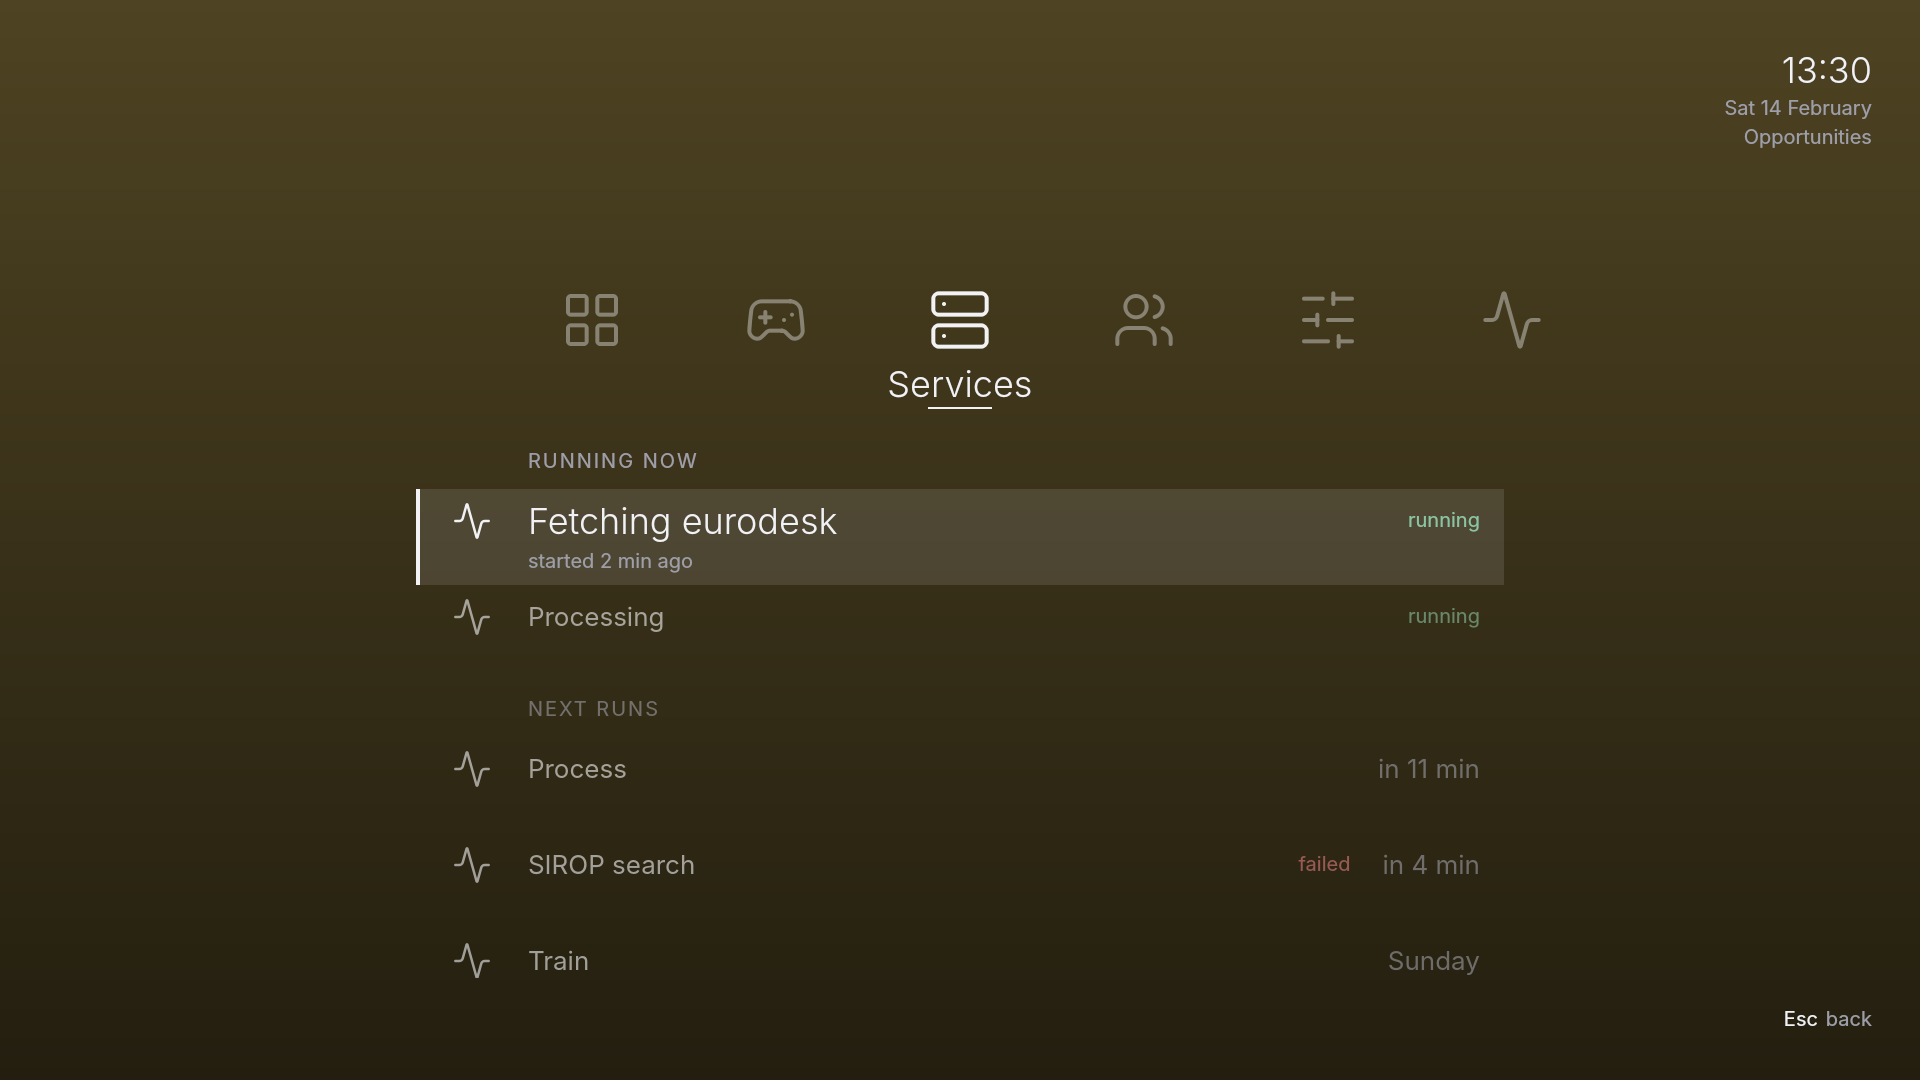 13:30
Sat 14 February
Opportunities
Services
RUNNING NOW
Fetching eurodesk
running
started 2 min ago
Processing
running
NEXT RUNS
Process
in 11 min
SIROP search
failed
in 4 min
Train
Sunday
Esc back